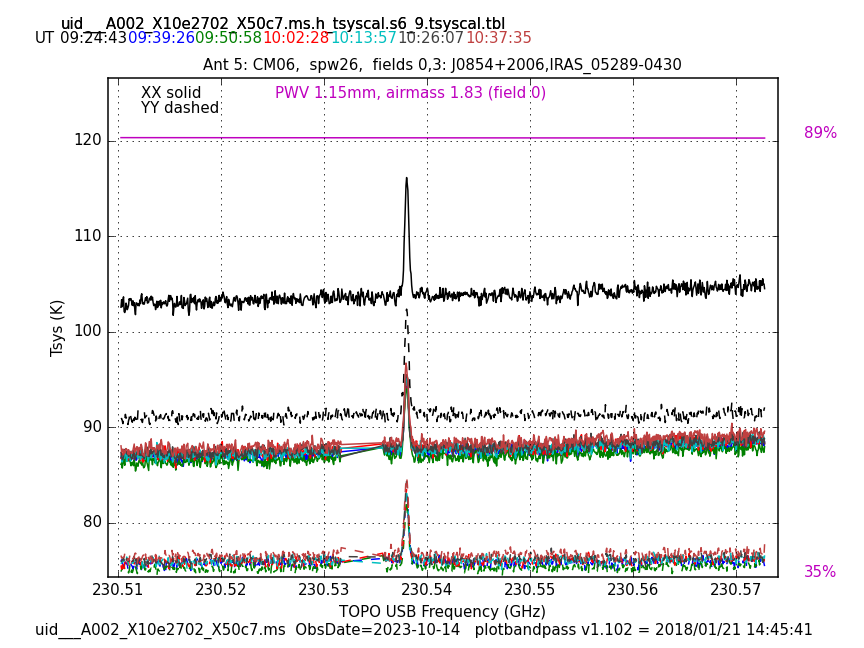 uid___A002_X10e2702_X50c7.ms.h_tsyscal.s6_9.tsyscal.tbl
UT 09:24:43 09:39:26 09:50:58 10:02:28 10:13:57 10:26:07 10:37:35
Ant 5: CM06,  spw26,  fields 0,3: J0854+2006,IRAS_05289-0430
XX solid
PWV 1.15mm, airmass 1.83 (field 0)
YY dashed
89%
120
110
100
90
80
Tsys (K)
35%
230.51 230.52 230.53 230.54 230.55 230.56 230.57
TOPO USB Frequency (GHz)
uid___A002_X10e2702_X50c7.ms  ObsDate=2023-10-14   plotbandpass v1.102 = 2018/01/21 14:45:41